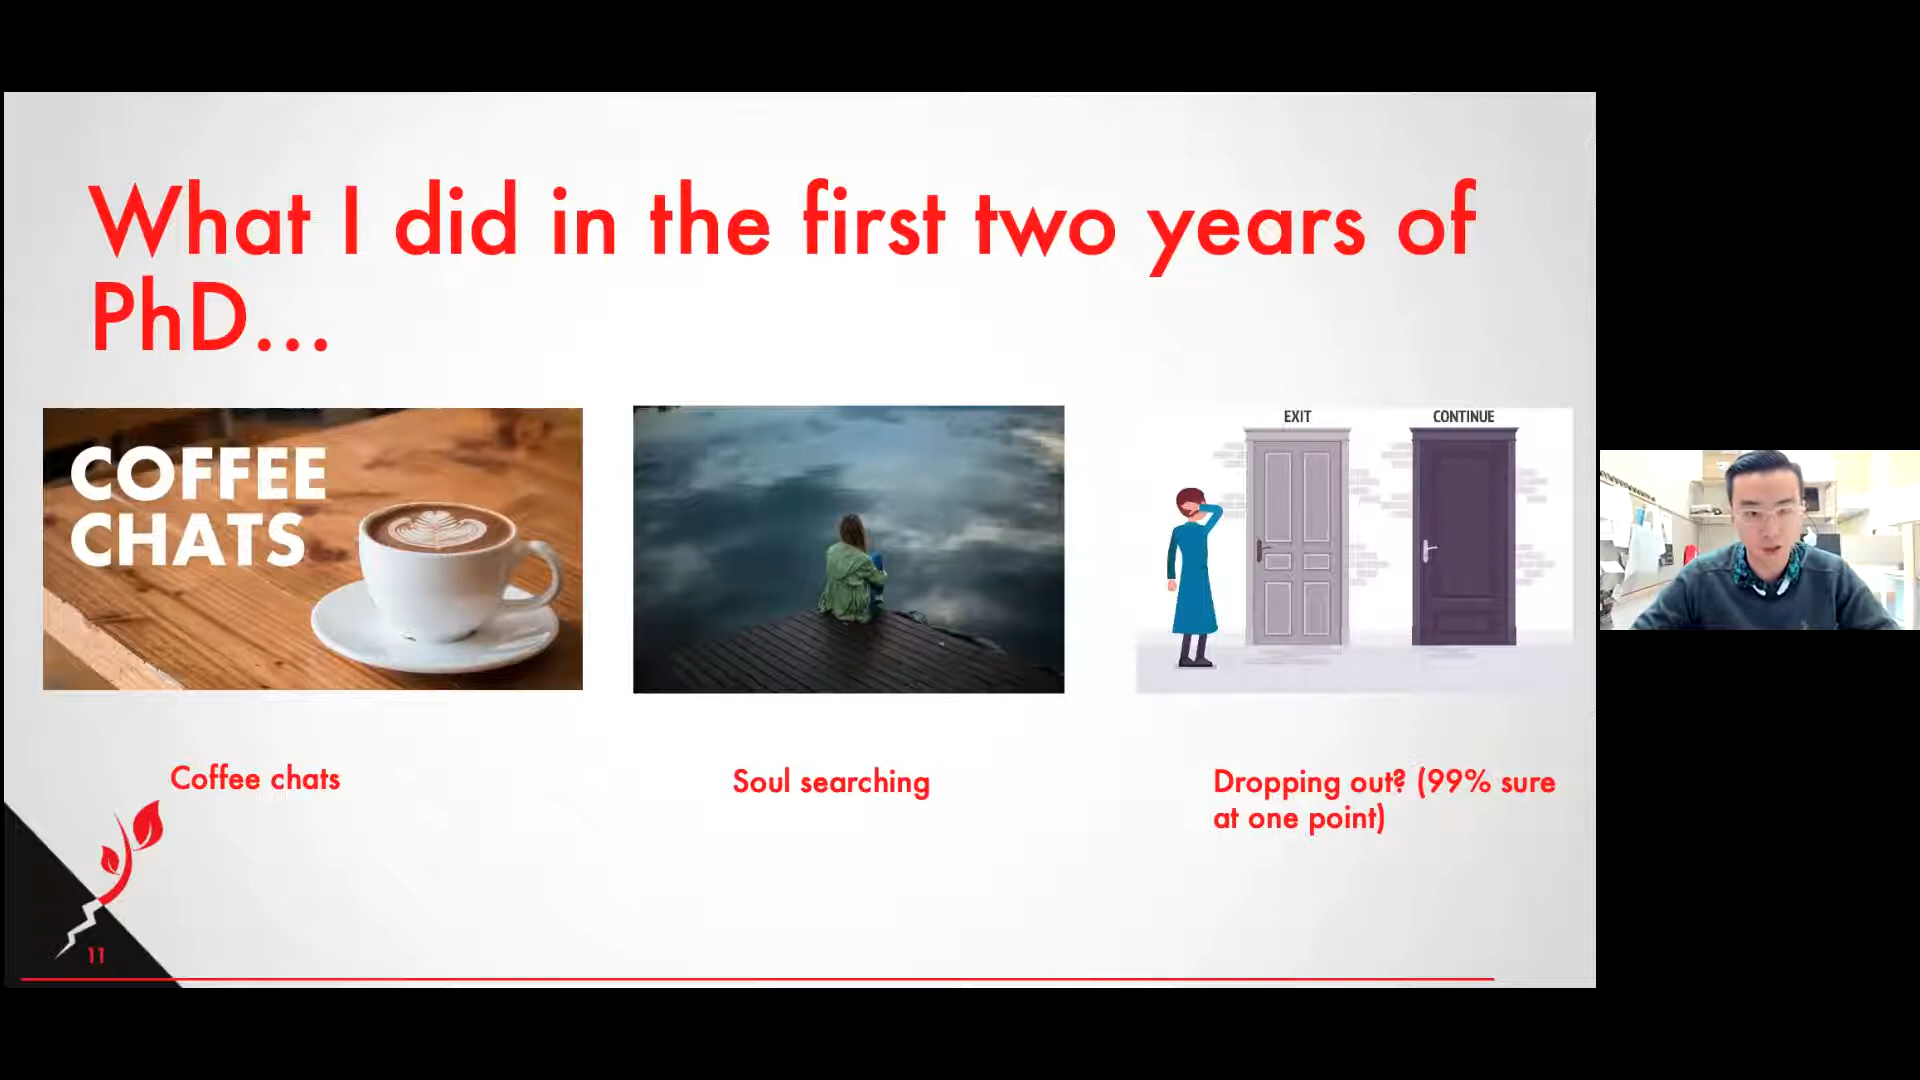 What I did in the first two years of
PhD...
COFFEE
CHATS
EXIT
CONTINUE
Coffee chats
Soul searching
Dropping out? (99% sure
at one point)
11